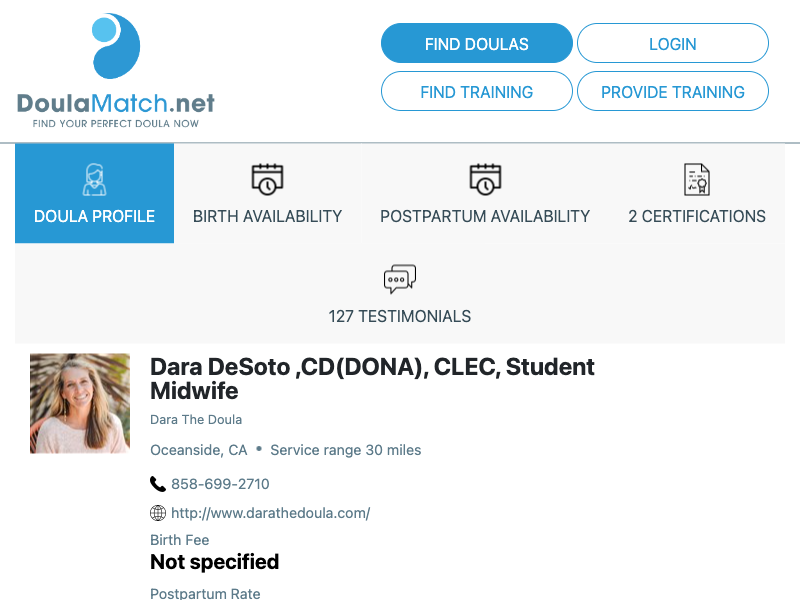 DoulaMatch.net
FIND YOUR PERFECT DOULA NOW
FIND DOULAS
LOGIN
FIND TRAINING
PROVIDE TRAINING
DOULA PROFILE
BIRTH AVAILABILITY
POSTPARTUM AVAILABILITY
2 CERTIFICATIONS
127 TESTIMONIALS
Dara DeSoto ,CD(DONA), CLEC, Student
Midwife
Dara The Doula
Oceanside, CA • Service range 30 miles
858-699-2710
http://www.darathedoula.com/
Birth Fee
Not specified
Postpartum Rate